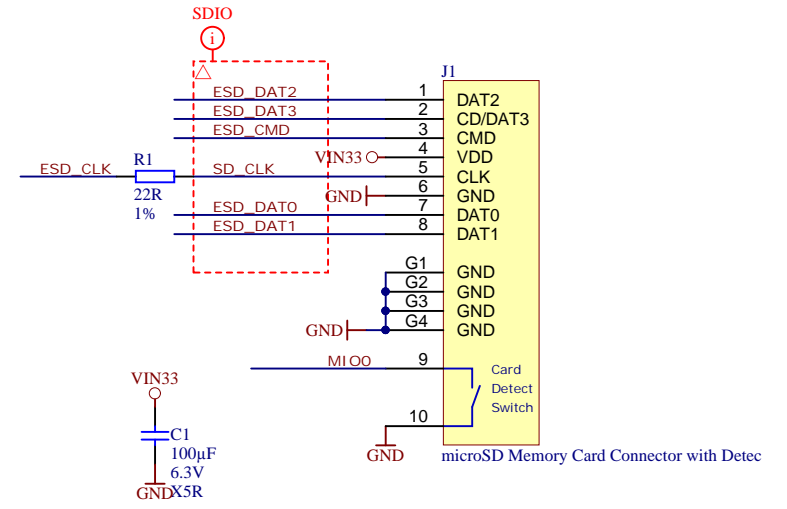 SDIO
i
J1
ESD_DAT2 1 DAT2
ESD_DAT3 2 CD/DAT3
ESD_CMD 3 CMD
VIN33 4 VDD
ESD_CLK R1 SD_CLK 5 CLK
22R GND 6 GND
1% ESD_DAT0 7 DAT0
ESD_DAT1 8 DAT1
G1 GND
G2 GND
G3 GND
GND G4 GND
MIO0 9 Card
Detect
Switch
10
GND
microSD Memory Card Connector with Detec
VIN33
C1
100µF
6.3V
X5R
GND